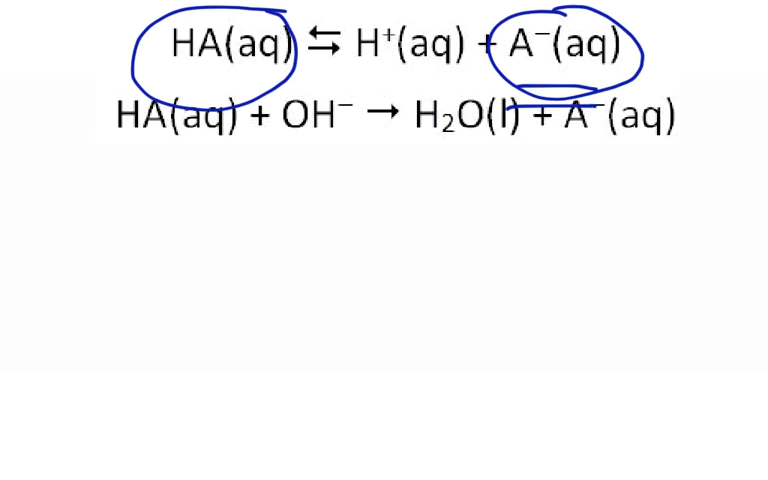 HA(aq) ⇆ H⁺(aq) + A⁻(aq)
HA(aq) + OH⁻ → H₂O(l) + A⁻(aq)